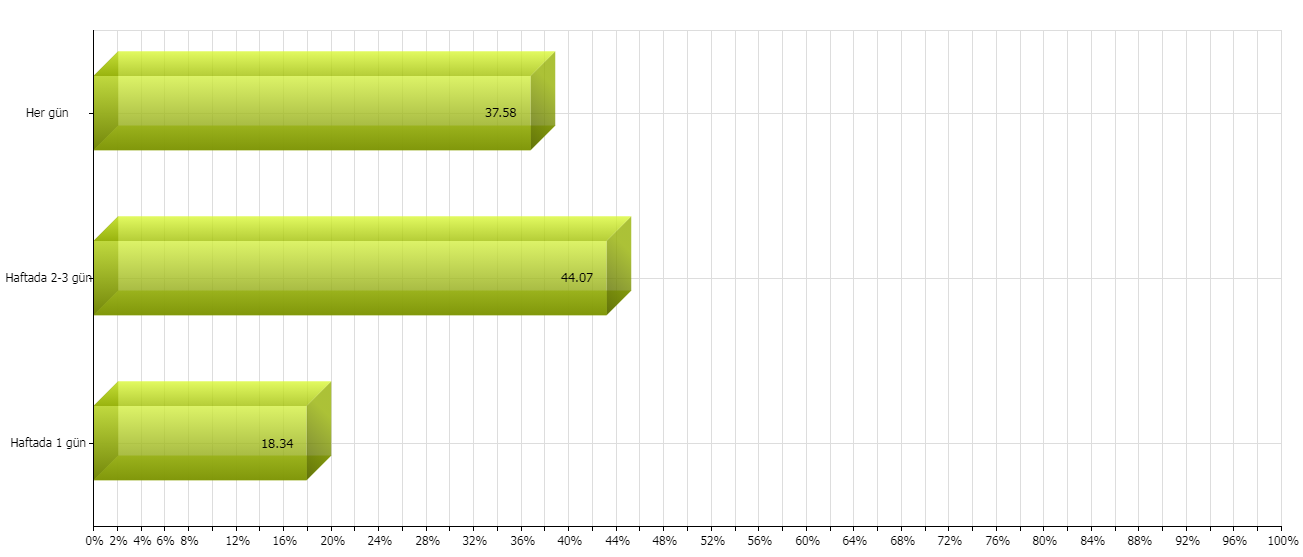 Her gün
37.58
Haftada 2-3 gün
44.07
Haftada 1 gün
18.34
0% 2% 4% 6% 8% 12% 16% 20% 24% 28% 32% 36% 40% 44% 48% 52% 56% 60% 64% 68% 72% 76% 80% 84% 88% 92% 96% 100%